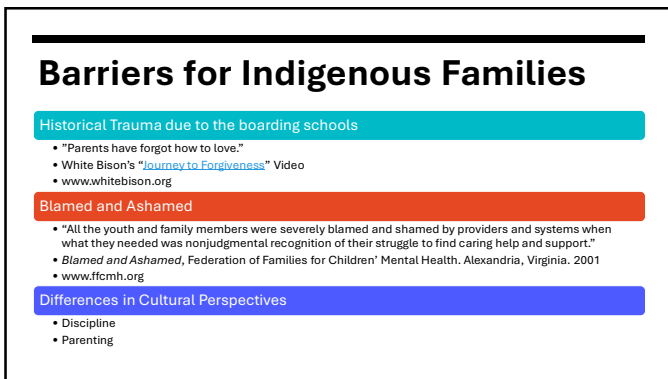 Barriers for Indigenous Families
Historical Trauma due to the boarding schools
• ”Parents have forgot how to love.”
• White Bison’s “Journey to Forgiveness” Video
• www.whitebison.org
Blamed and Ashamed
• “All the youth and family members were severely blamed and shamed by providers and systems when
what they needed was nonjudgmental recognition of their struggle to find caring help and support.”
• Blamed and Ashamed, Federation of Families for Children’ Mental Health. Alexandria, Virginia. 2001
• www.ffcmh.org
Differences in Cultural Perspectives
• Discipline
• Parenting